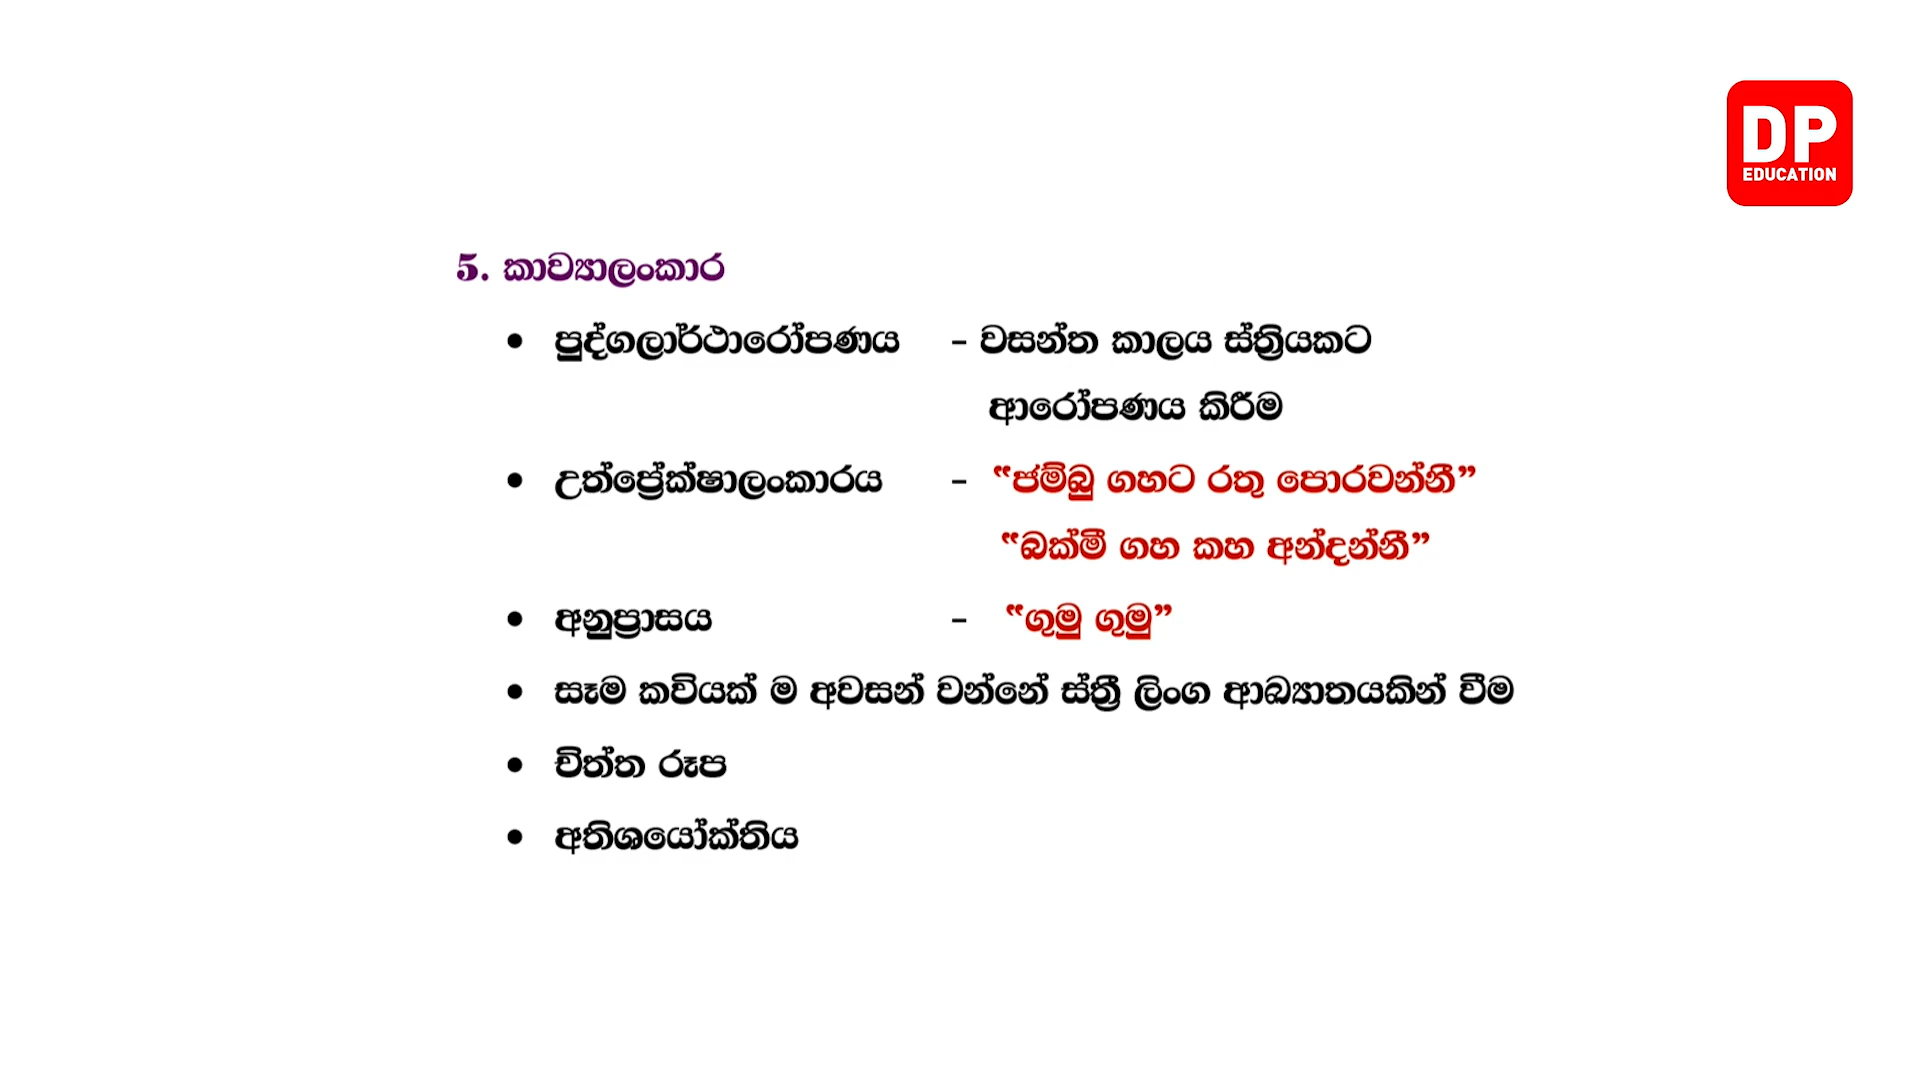 DP
EDUCATION
5. කාව්‍යාලංකාර
• පුද්ගලාර්ථාරෝපණය – වසන්ත කාලය ස්ත්‍රියකට
ආරෝපණය කිරීම
• උත්ප්‍රේක්ෂාලංකාරය – “ජම්බු ගහට රතු පොරවන්නී”
“බක්මී ගහ කහ අන්දන්නී”
• අනුප්‍රාසය – “ගුමු ගුමු”
• සෑම කවියක් ම අවසන් වන්නේ ස්ත්‍රී ලිංග ආඛ්‍යාතයකින් වීම
• චිත්ත රූප
• අතිශයෝක්තිය